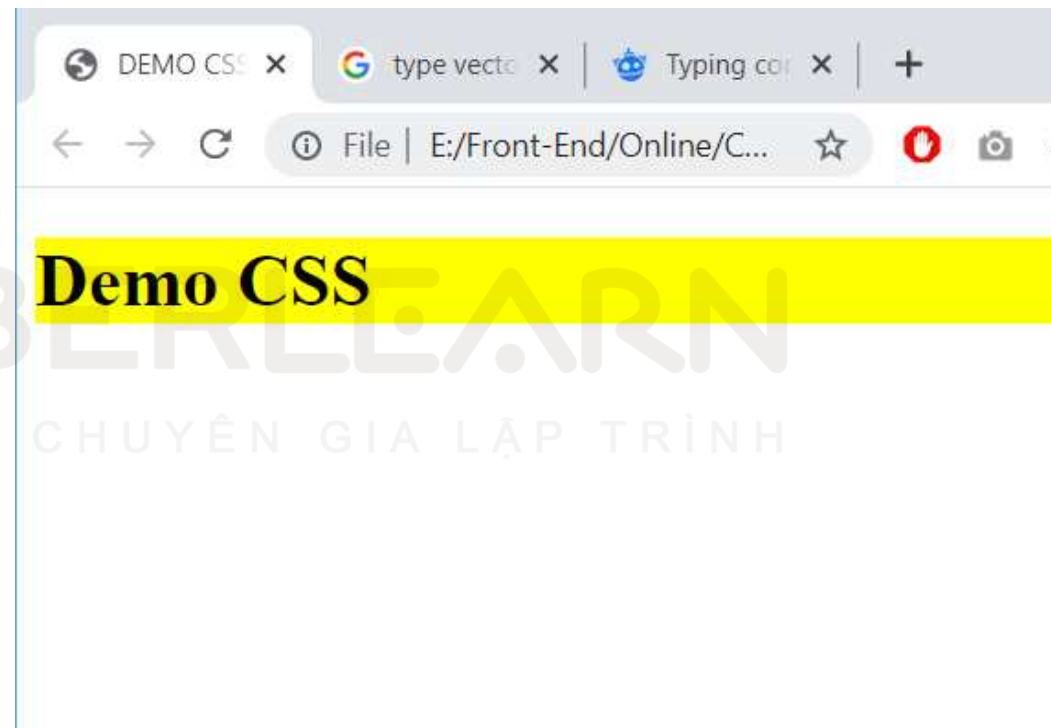 DEMO CS
type vecto
Typing co
File | E:/Front-End/Online/C...
Demo CSS
BERLEARN
CHUYÊN GIA LẬP TRÌNH